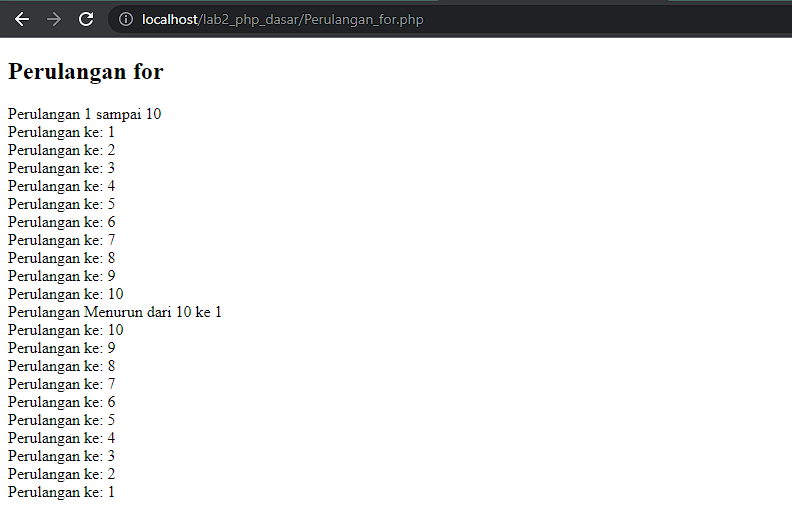 localhost/lab2_php_dasar/Perulangan_for.php
Perulangan for
Perulangan 1 sampai 10
Perulangan ke: 1
Perulangan ke: 2
Perulangan ke: 3
Perulangan ke: 4
Perulangan ke: 5
Perulangan ke: 6
Perulangan ke: 7
Perulangan ke: 8
Perulangan ke: 9
Perulangan ke: 10
Perulangan Menurun dari 10 ke 1
Perulangan ke: 10
Perulangan ke: 9
Perulangan ke: 8
Perulangan ke: 7
Perulangan ke: 6
Perulangan ke: 5
Perulangan ke: 4
Perulangan ke: 3
Perulangan ke: 2
Perulangan ke: 1